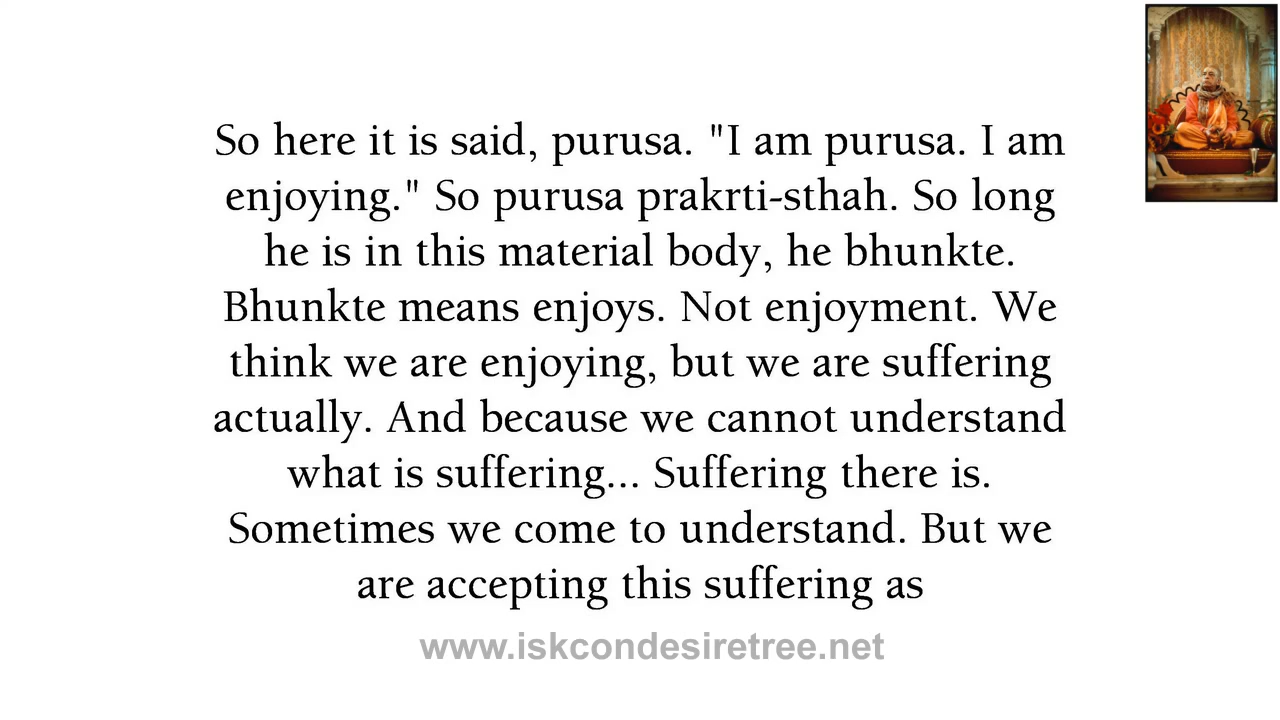 So here it is said, purusa. "I am purusa. I am
enjoying." So purusa prakrti-sthah. So long
he is in this material body, he bhunkte.
Bhunkte means enjoys. Not enjoyment. We
think we are enjoying, but we are suffering
actually. And because we cannot understand
what is suffering... Suffering there is.
Sometimes we come to understand. But we
are accepting this suffering as
www.iskcondesiretree.net